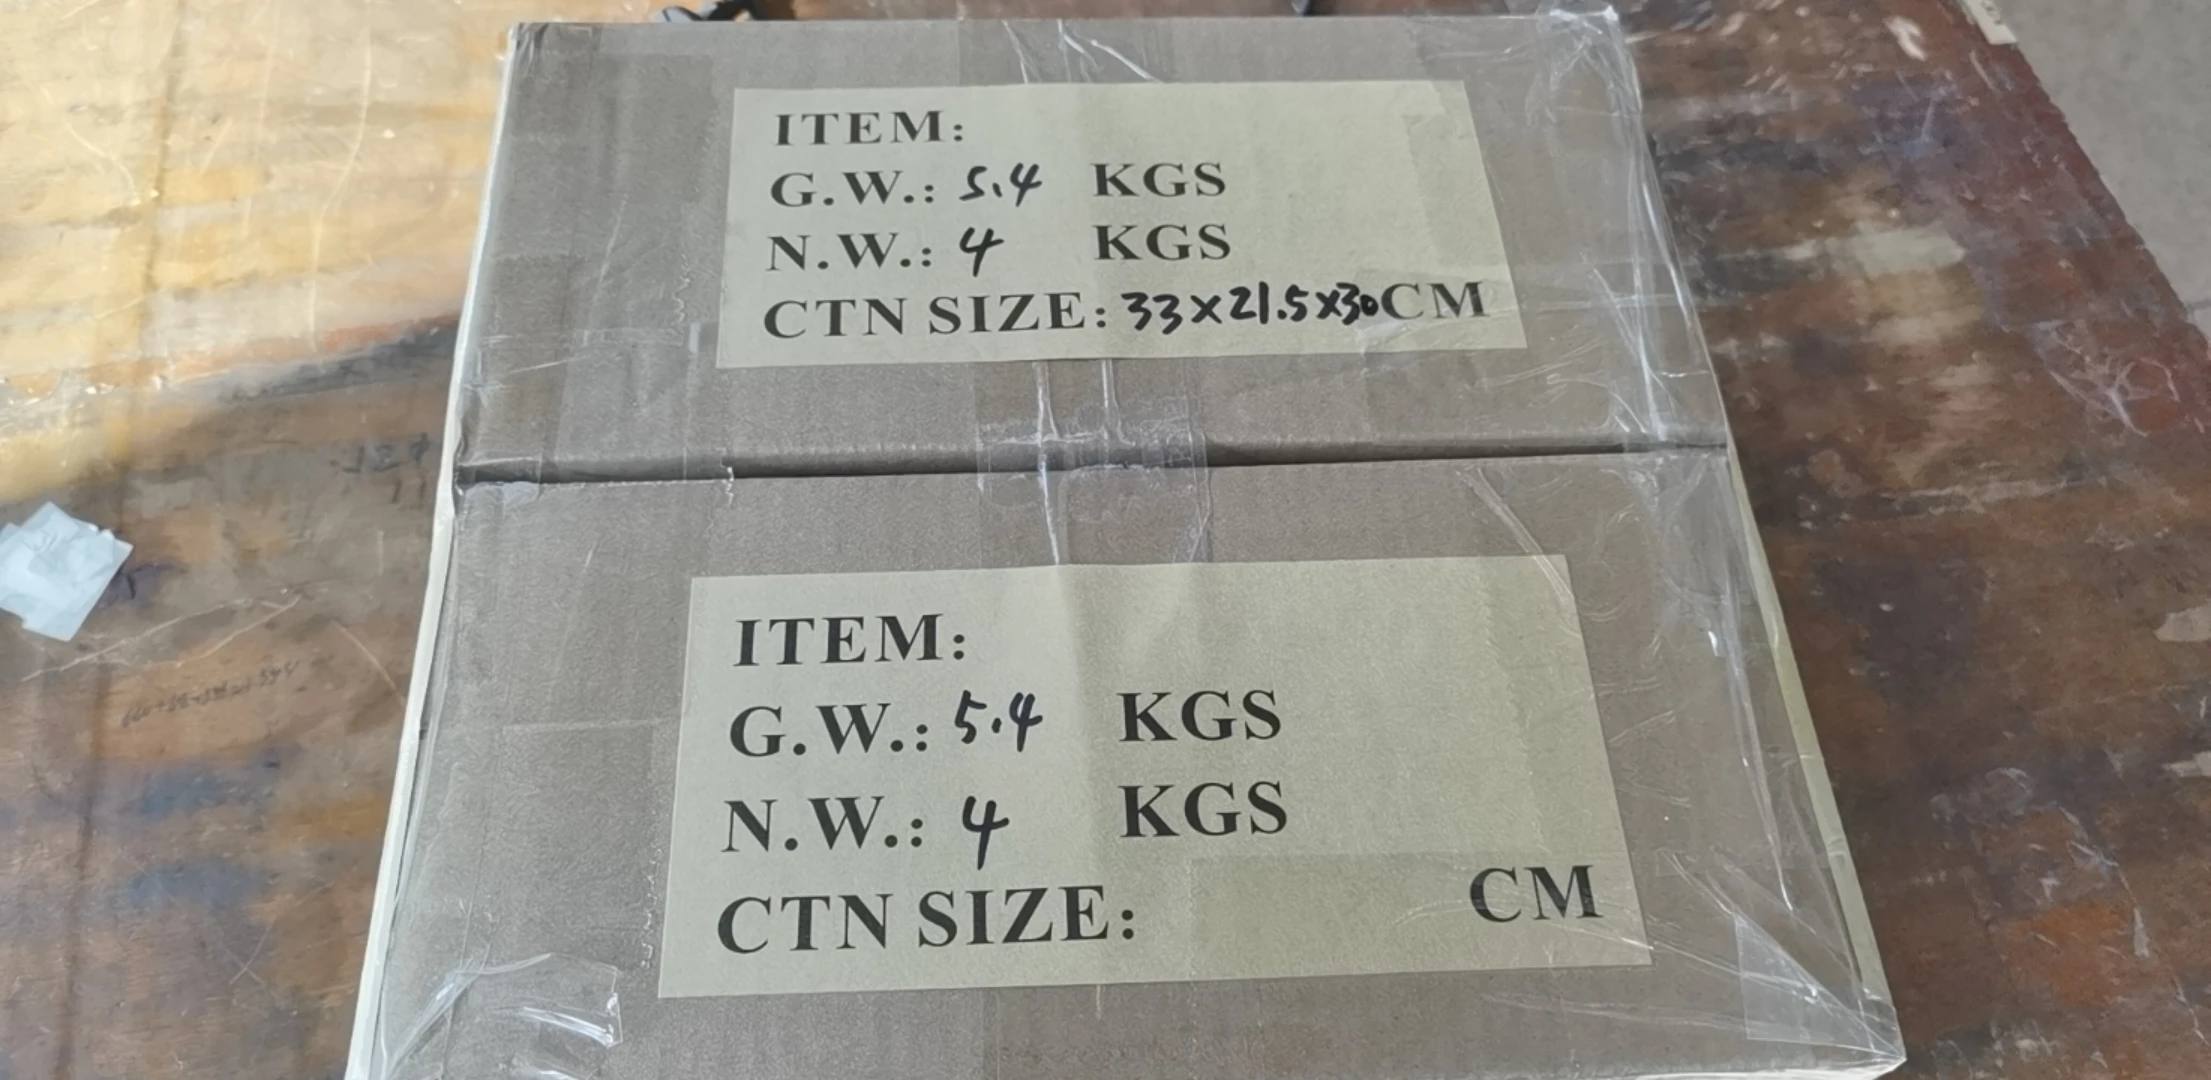 ITEM:
G.W.: 5.4 KGS
N.W.: 4 KGS
CTN SIZE: 33X21.5X30CM
ITEM:
G.W.: 5.4 KGS
N.W.: 4 KGS
CTN SIZE: CM